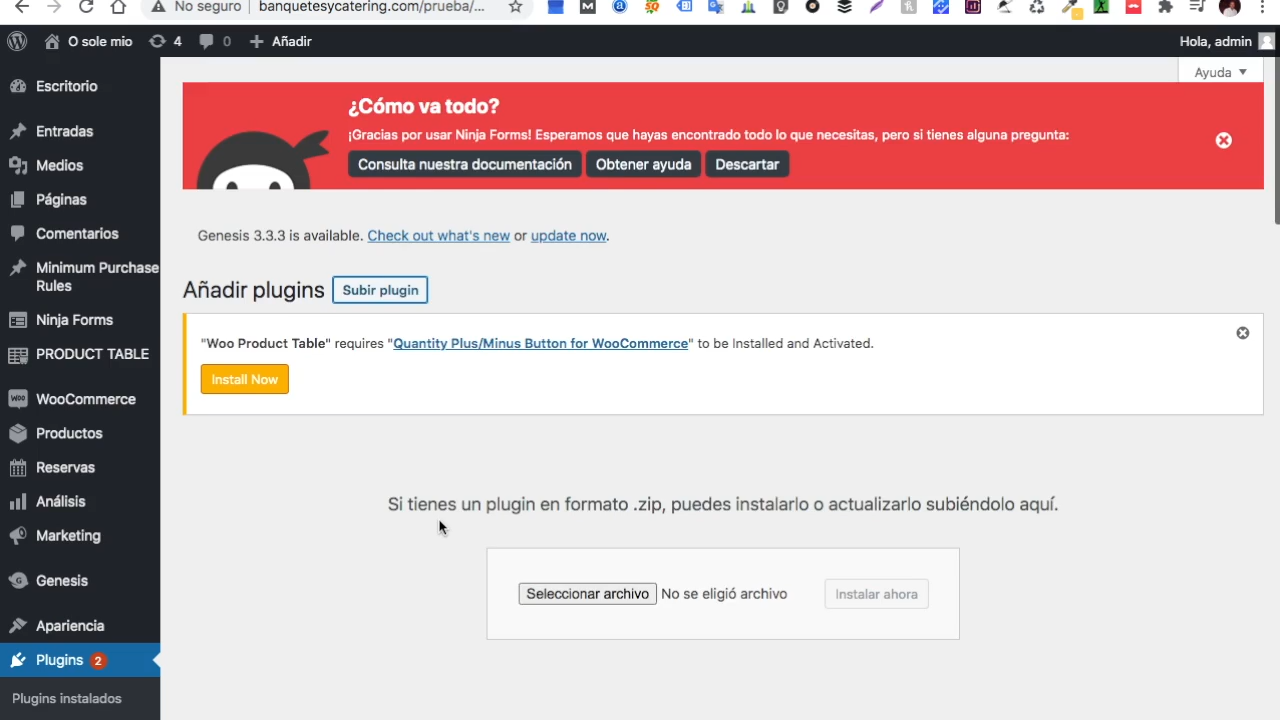 No seguro
banquetesycatering.com/prueba/...
O sole mio
4
0
Añadir
Hola, admin
Escritorio
Entradas
Medios
Páginas
Comentarios
Minimum Purchase
Rules
Ninja Forms
PRODUCT TABLE
WooCommerce
Productos
Reservas
Análisis
Marketing
Genesis
Apariencia
Plugins 2
Plugins instalados
Ayuda
¿Cómo va todo?
¡Gracias por usar Ninja Forms! Esperamos que hayas encontrado todo lo que necesitas, pero si tienes alguna pregunta:
Consulta nuestra documentación
Obtener ayuda
Descartar
Genesis 3.3.3 is available. Check out what's new or update now.
Añadir plugins
Subir plugin
"Woo Product Table" requires "Quantity Plus/Minus Button for WooCommerce" to be Installed and Activated.
Install Now
Si tienes un plugin en formato .zip, puedes instalarlo o actualizarlo subiéndolo aquí.
Seleccionar archivo
No se eligió archivo
Instalar ahora